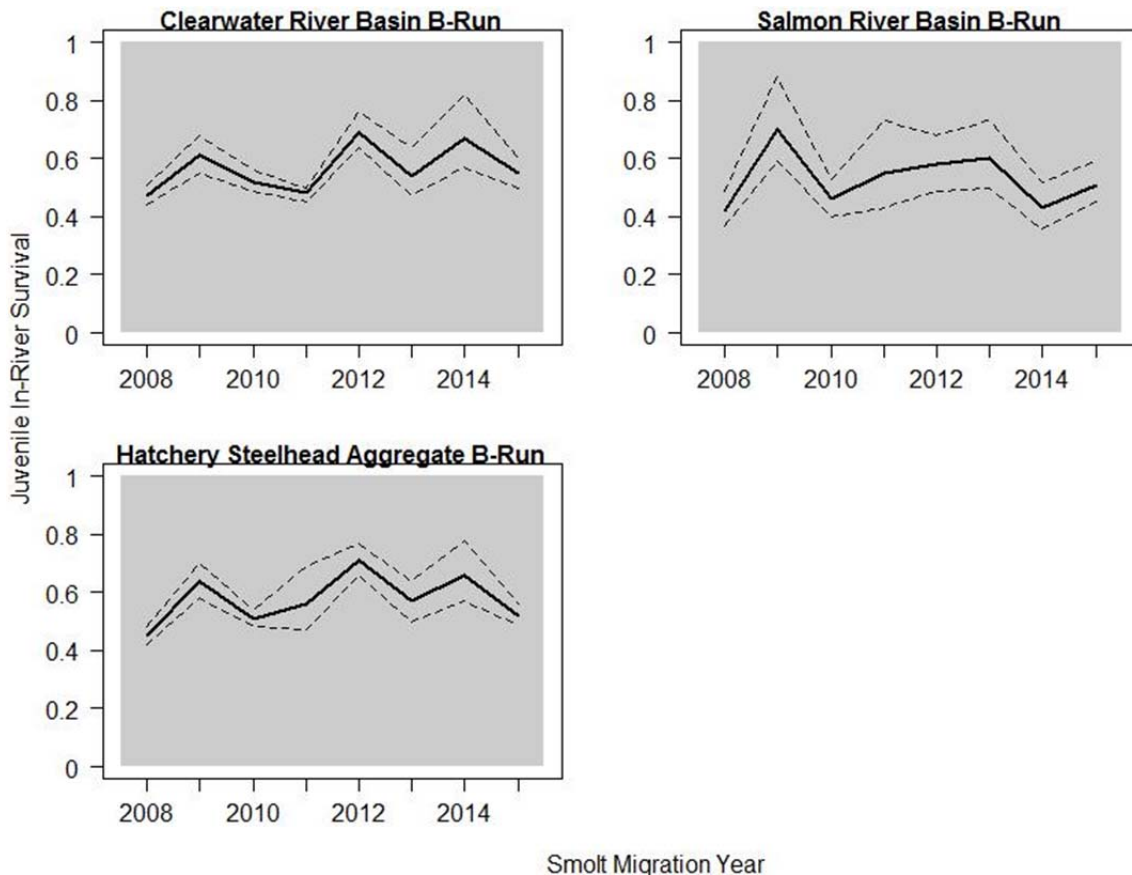 Clearwater River Basin B-Run
1
0.8
0.6
0.4
0.2
0
2008 2010 2012 2014
Salmon River Basin B-Run
1
0.8
0.6
0.4
0.2
0
2008 2010 2012 2014
Juvenile In-River Survival
Hatchery Steelhead Aggregate B-Run
1
0.8
0.6
0.4
0.2
0
2008 2010 2012 2014
Smolt Migration Year